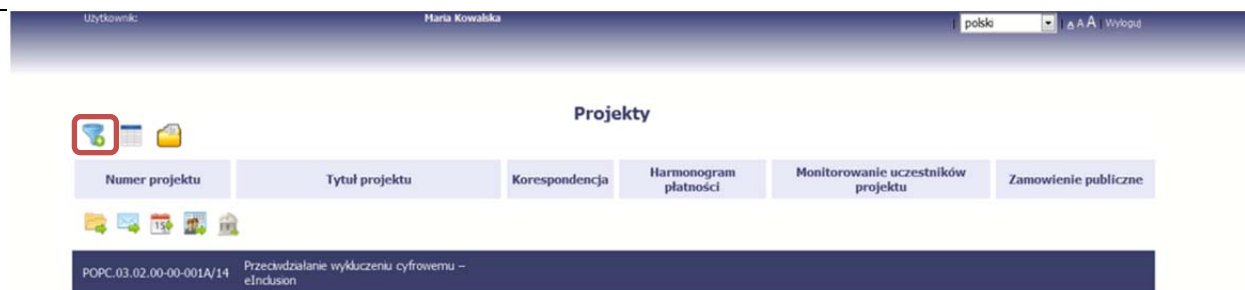 Użytkownik: Maria Kowalska | polski | A A A | Wyloguj
Projekty
Numer projektu Tytuł projektu Korespondencja Harmonogram płatności Monitorowanie uczestników projektu Zamowienie publiczne
15
POPC.03.02.00-00-001A/14 Przeciwdziałanie wykluczeniu cyfrowemu –
eInclusion